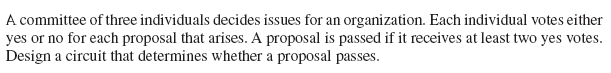 A committee of three individuals decides issues for an organization. Each individual votes either
yes or no for each proposal that arises. A proposal is passed if it receives at least two yes votes.
Design a circuit that determines whether a proposal passes.